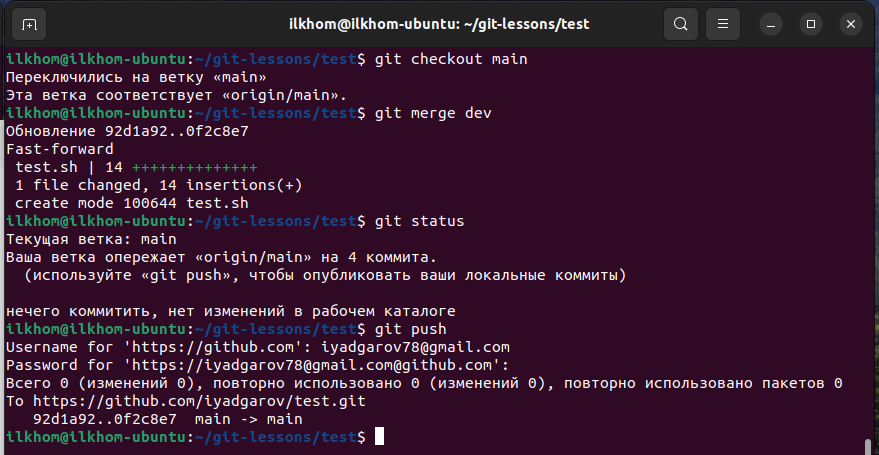 ilkhom@ilkhom-ubuntu: ~/git-lessons/test
ilkhom@ilkhom-ubuntu:~/git-lessons/test$ git checkout main
Переключились на ветку «main»
Эта ветка соответствует «origin/main».
ilkhom@ilkhom-ubuntu:~/git-lessons/test$ git merge dev
Обновление 92d1a92..0f2c8e7
Fast-forward
 test.sh | 14 ++++++++++++++
 1 file changed, 14 insertions(+)
 create mode 100644 test.sh
ilkhom@ilkhom-ubuntu:~/git-lessons/test$ git status
Текущая ветка: main
Ваша ветка опережает «origin/main» на 4 коммита.
  (используйте «git push», чтобы опубликовать ваши локальные коммиты)

нечего коммитить, нет изменений в рабочем каталоге
ilkhom@ilkhom-ubuntu:~/git-lessons/test$ git push
Username for 'https://github.com': iyadgarov78@gmail.com
Password for 'https://iyadgarov78@gmail.com@github.com':
Всего 0 (изменений 0), повторно использовано 0 (изменений 0), повторно использовано пакетов 0
To https://github.com/iyadgarov/test.git
   92d1a92..0f2c8e7  main -> main
ilkhom@ilkhom-ubuntu:~/git-lessons/test$